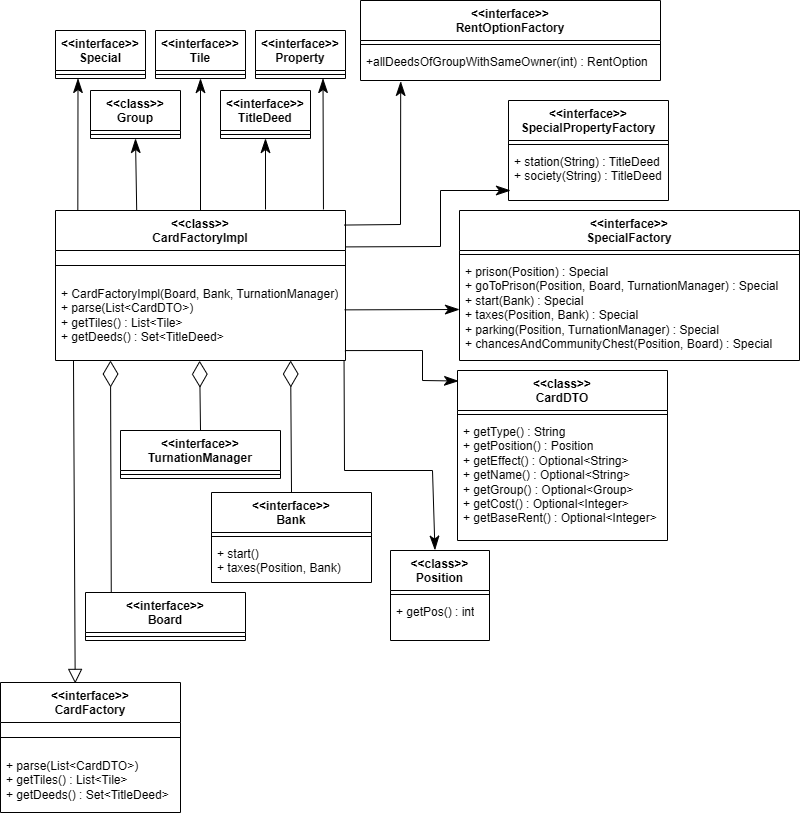 <<interface>>
RentOptionFactory
+allDeedsOfGroupWithSameOwner(int) : RentOption
<<interface>>
Special
<<interface>>
Tile
<<interface>>
Property
<<class>>
Group
<<interface>>
TitleDeed
<<interface>>
SpecialPropertyFactory
+ station(String) : TitleDeed
+ society(String) : TitleDeed
<<class>>
CardFactoryImpl
+ CardFactoryImpl(Board, Bank, TurnationManager)
+ parse(List<CardDTO>)
+ getTiles() : List<Tile>
+ getDeeds() : Set<TitleDeed>
<<interface>>
SpecialFactory
+ prison(Position) : Special
+ goToPrison(Position, Board, TurnationManager) : Special
+ start(Bank) : Special
+ taxes(Position, Bank) : Special
+ parking(Position, TurnationManager) : Special
+ chancesAndCommunityChest(Position, Board) : Special
<<class>>
CardDTO
+ getType() : String
+ getPosition() : Position
+ getEffect() : Optional<String>
+ getName() : Optional<String>
+ getGroup() : Optional<Group>
+ getCost() : Optional<Integer>
+ getBaseRent() : Optional<Integer>
<<interface>>
TurnationManager
<<interface>>
Bank
+ start()
+ taxes(Position, Bank)
<<class>>
Position
+ getPos() : int
<<interface>>
Board
<<interface>>
CardFactory
+ parse(List<CardDTO>)
+ getTiles() : List<Tile>
+ getDeeds() : Set<TitleDeed>